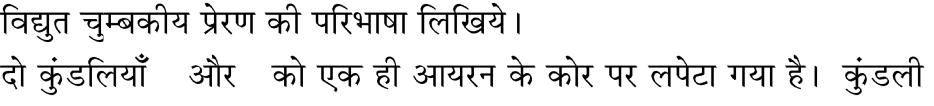 विद्युत चुम्बकीय प्रेरण की परिभाषा लिखिये।
दो कुंडलियाँ और को एक ही आयरन के कोर पर लपेटा गया है। कुंडली